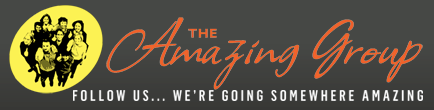 THE
Amazing Group
FOLLOW US... WE'RE GOING SOMEWHERE AMAZING